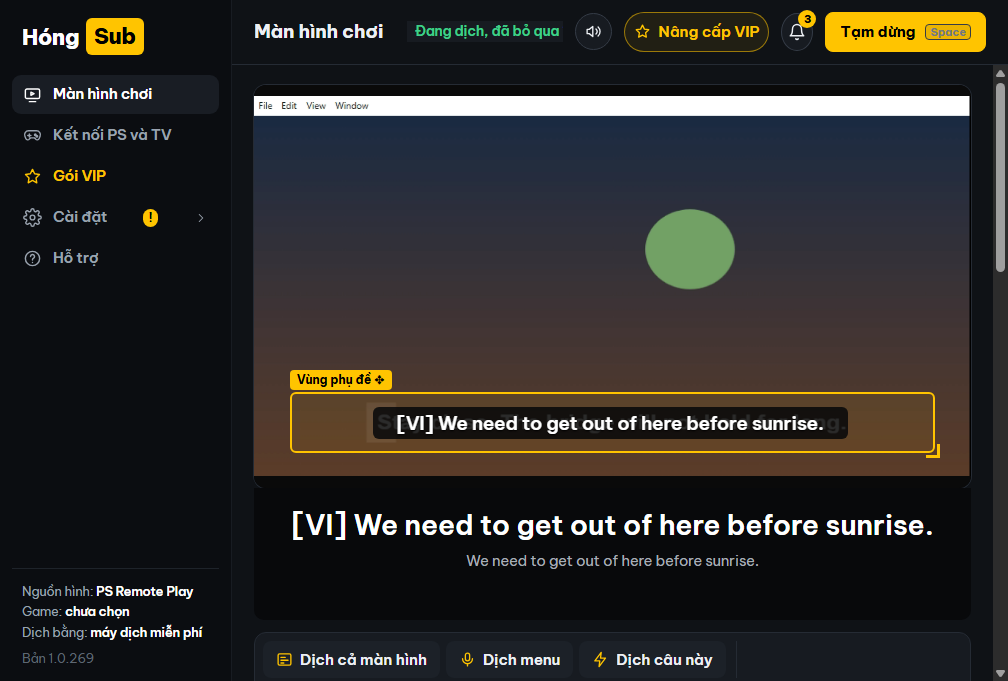 Hóng Sub
Màn hình chơi
Kết nối PS và TV
Gói VIP
Cài đặt !
Hỗ trợ
Nguồn hình: PS Remote Play
Game: chưa chọn
Dịch bằng: máy dịch miễn phí
Bản 1.0.269
Màn hình chơi
Đang dịch, đã bỏ qua
Nâng cấp VIP
3
Tạm dừng Space
File Edit View Window
Vùng phụ đề
[VI] We need to get out of here before sunrise.
[VI] We need to get out of here before sunrise.
We need to get out of here before sunrise.
Dịch cả màn hình
Dịch menu
Dịch câu này